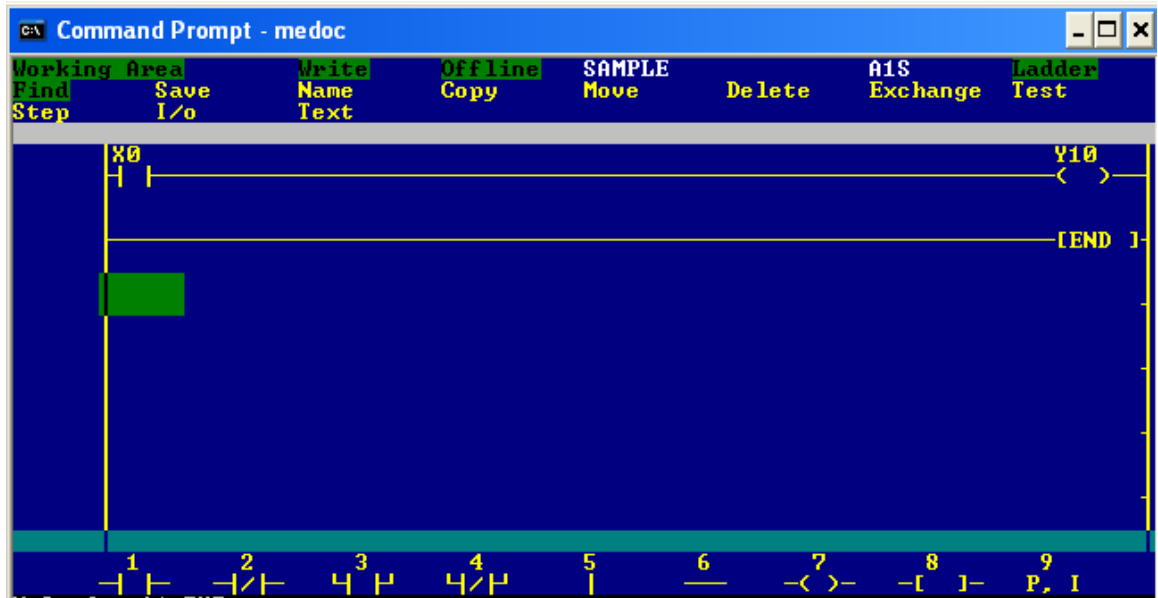 Command Prompt - medoc
Working Area Write Offline SAMPLE A1S Ladder
Find Save Name Copy Move Delete Exchange Test
Step I/o Text
X0 Y10
( )
[END ]
1 2 3 4 5 6 7 8 9
( ) [ ] P, I